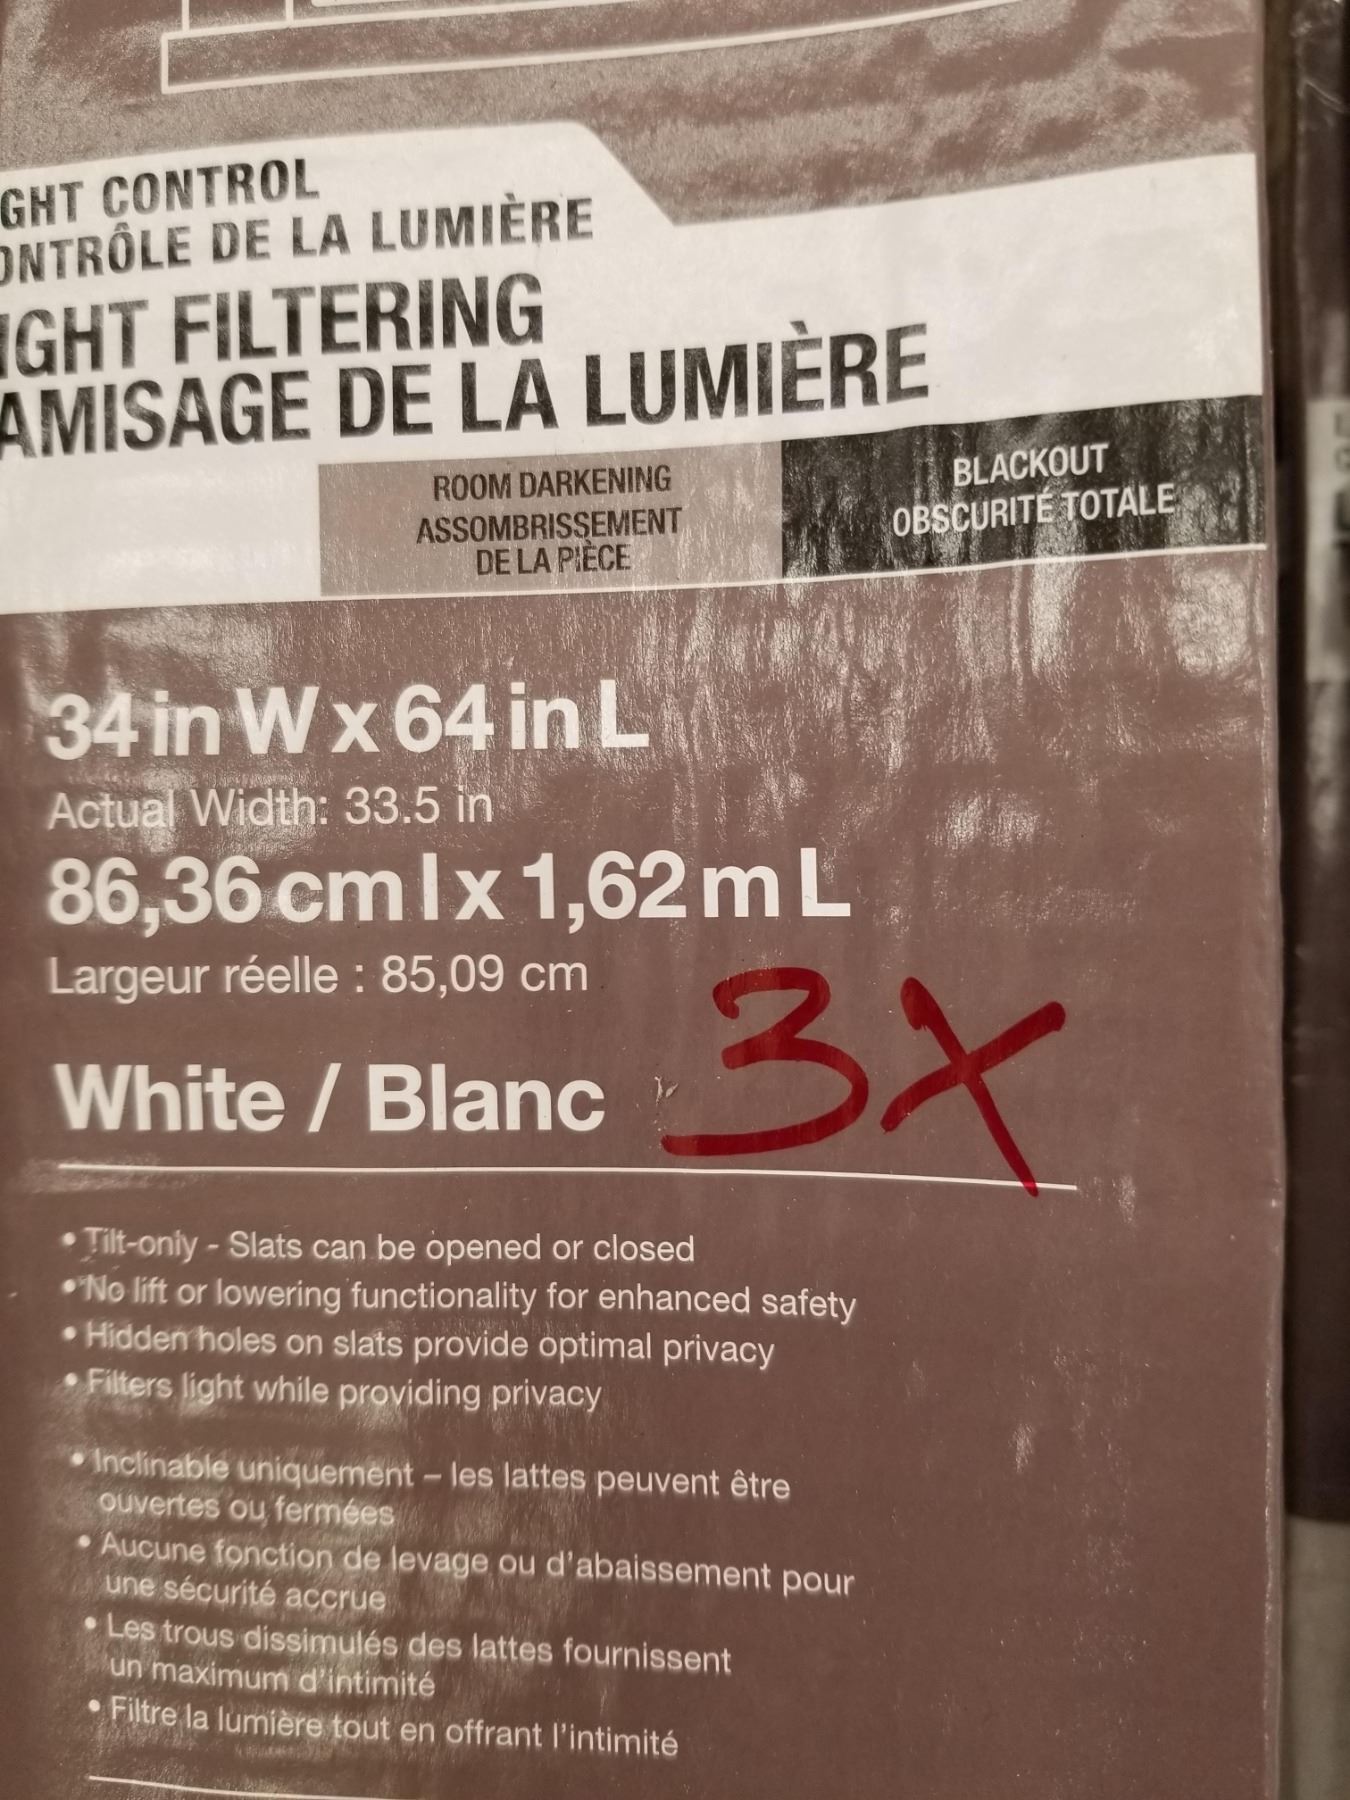 GHT CONTROL
ONTRÔLE DE LA LUMIÈRE
IGHT FILTERING
AMISAGE DE LA LUMIÈRE
ROOM DARKENING
ASSOMBRISSEMENT
DE LA PIÈCE
BLACKOUT
OBSCURITÉ TOTALE
34 in W x 64 in L
Actual Width: 33.5 in
86,36 cm l x 1,62 m L
Largeur réelle : 85,09 cm
3X
White / Blanc
• Tilt-only - Slats can be opened or closed
• No lift or lowering functionality for enhanced safety
• Hidden holes on slats provide optimal privacy
• Filters light while providing privacy
• Inclinable uniquement – les lattes peuvent être
ouvertes ou fermées
• Aucune fonction de levage ou d'abaissement pour
une sécurité accrue
• Les trous dissimulés des lattes fournissent
un maximum d'intimité
• Filtre la lumière tout en offrant l'intimité